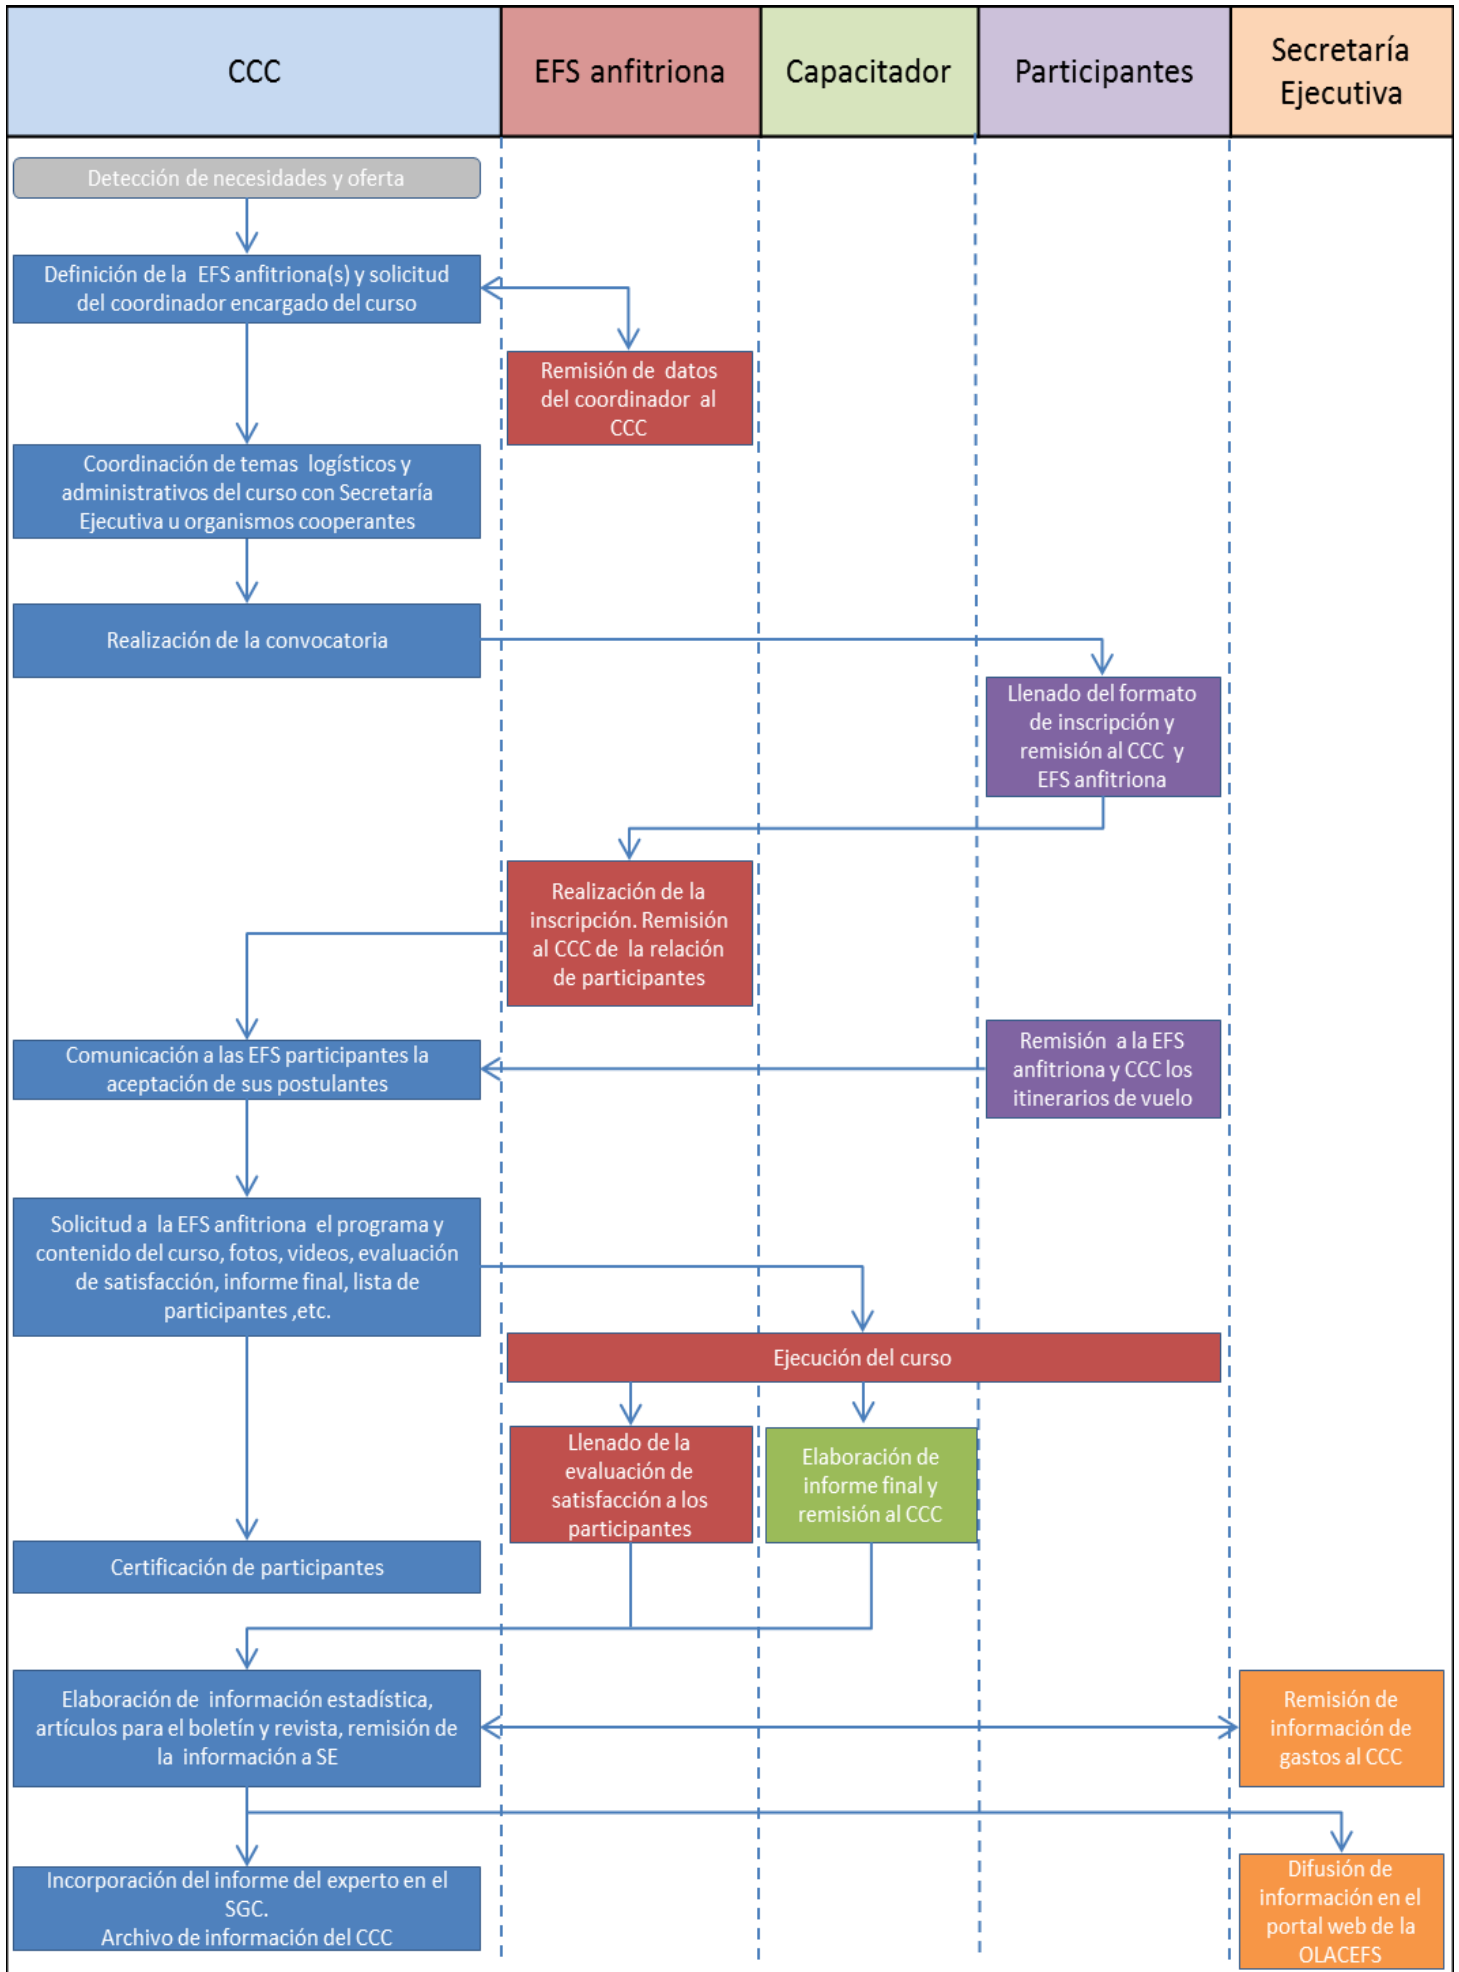 CCC
EFS anfitriona
Capacitador
Participantes
Secretaría
Ejecutiva
Detección de necesidades y oferta
Definición de la EFS anfitriona(s) y solicitud
del coordinador encargado del curso
Remisión de datos
del coordinador al
CCC
Coordinación de temas logísticos y
administrativos del curso con Secretaría
Ejecutiva u organismos cooperantes
Realización de la convocatoria
Llenado del formato
de inscripción y
remisión al CCC y
EFS anfitriona
Realización de la
inscripción. Remisión
al CCC de la relación
de participantes
Comunicación a las EFS participantes la
aceptación de sus postulantes
Remisión a la EFS
anfitriona y CCC los
itinerarios de vuelo
Solicitud a la EFS anfitriona el programa y
contenido del curso, fotos, videos, evaluación
de satisfacción, informe final, lista de
participantes ,etc.
Ejecución del curso
Llenado de la
evaluación de
satisfacción a los
participantes
Elaboración de
informe final y
remisión al CCC
Certificación de participantes
Elaboración de información estadística,
artículos para el boletín y revista, remisión de
la información a SE
Remisión de
información de
gastos al CCC
Incorporación del informe del experto en el
SGC.
Archivo de información del CCC
Difusión de
información en el
portal web de la
OLACEFS